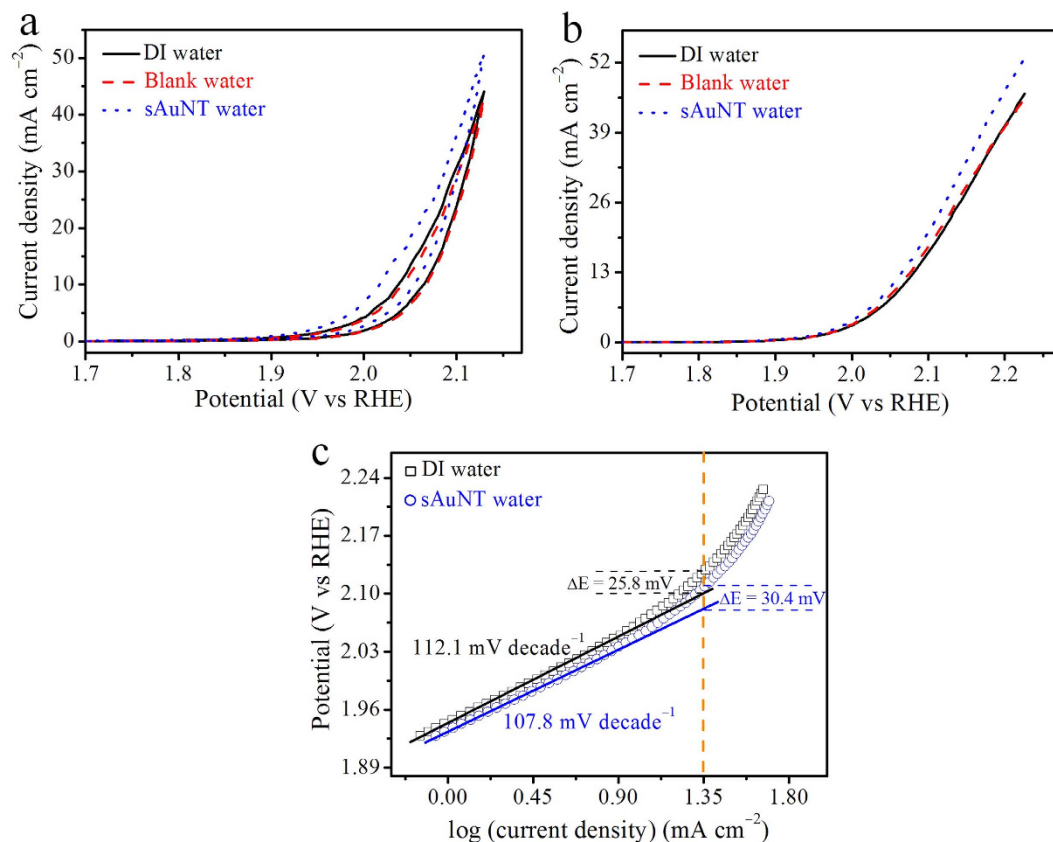 a
DI water
Blank water
sAuNT water
50
40
30
20
10
0
Current density (mA cm⁻²)
1.7 1.8 1.9 2.0 2.1
Potential (V vs RHE)
b
DI water
Blank water
sAuNT water
52
39
26
13
0
Current density (mA cm⁻²)
1.7 1.8 1.9 2.0 2.1 2.2
Potential (V vs RHE)
c
DI water
sAuNT water
2.24
2.17
2.10
2.03
1.96
1.89
Potential (V vs RHE)
ΔE = 25.8 mV
ΔE = 30.4 mV
112.1 mV decade⁻¹
107.8 mV decade⁻¹
0.00 0.45 0.90 1.35 1.80
log (current density) (mA cm⁻²)